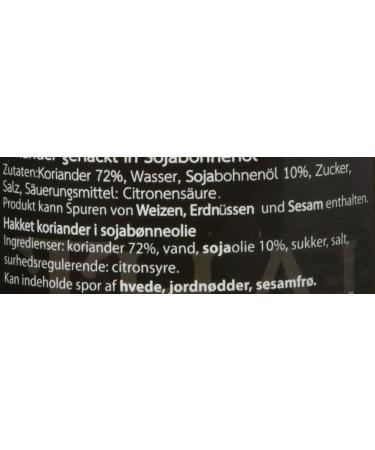 gehackt in Sojabohnenöl
Zutaten:Koriander 72%, Wasser, Sojabohnenöl 10%, Zucker,
Salz, Säuerungsmittel: Citronensäure.
Produkt kann Spuren von Weizen, Erdnüssen und Sesam enthalten.
Hakket koriander i sojabønneolie
Ingredienser: koriander 72%, vand, sojaolie 10%, sukker, salt,
surhedsregulerende: citronsyre.
Kan indeholde spor af hvede, jordnødder, sesamfrø.